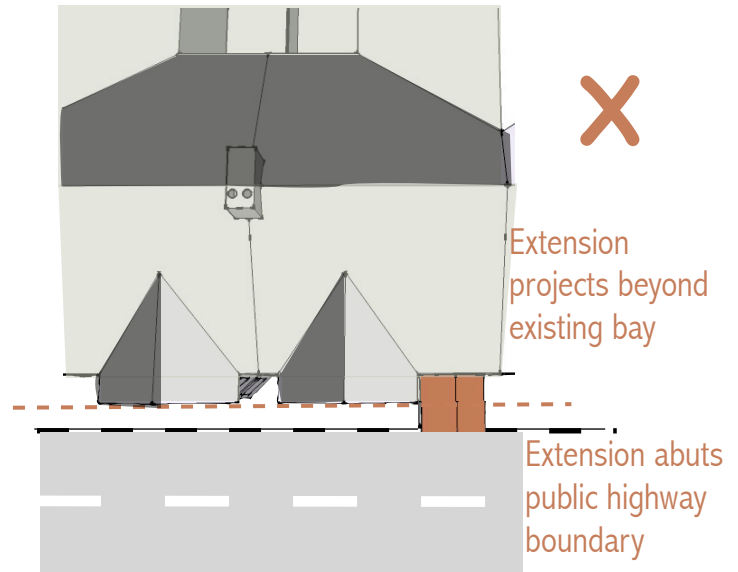 Extension
projects beyond
existing bay
Extension abuts
public highway
boundary